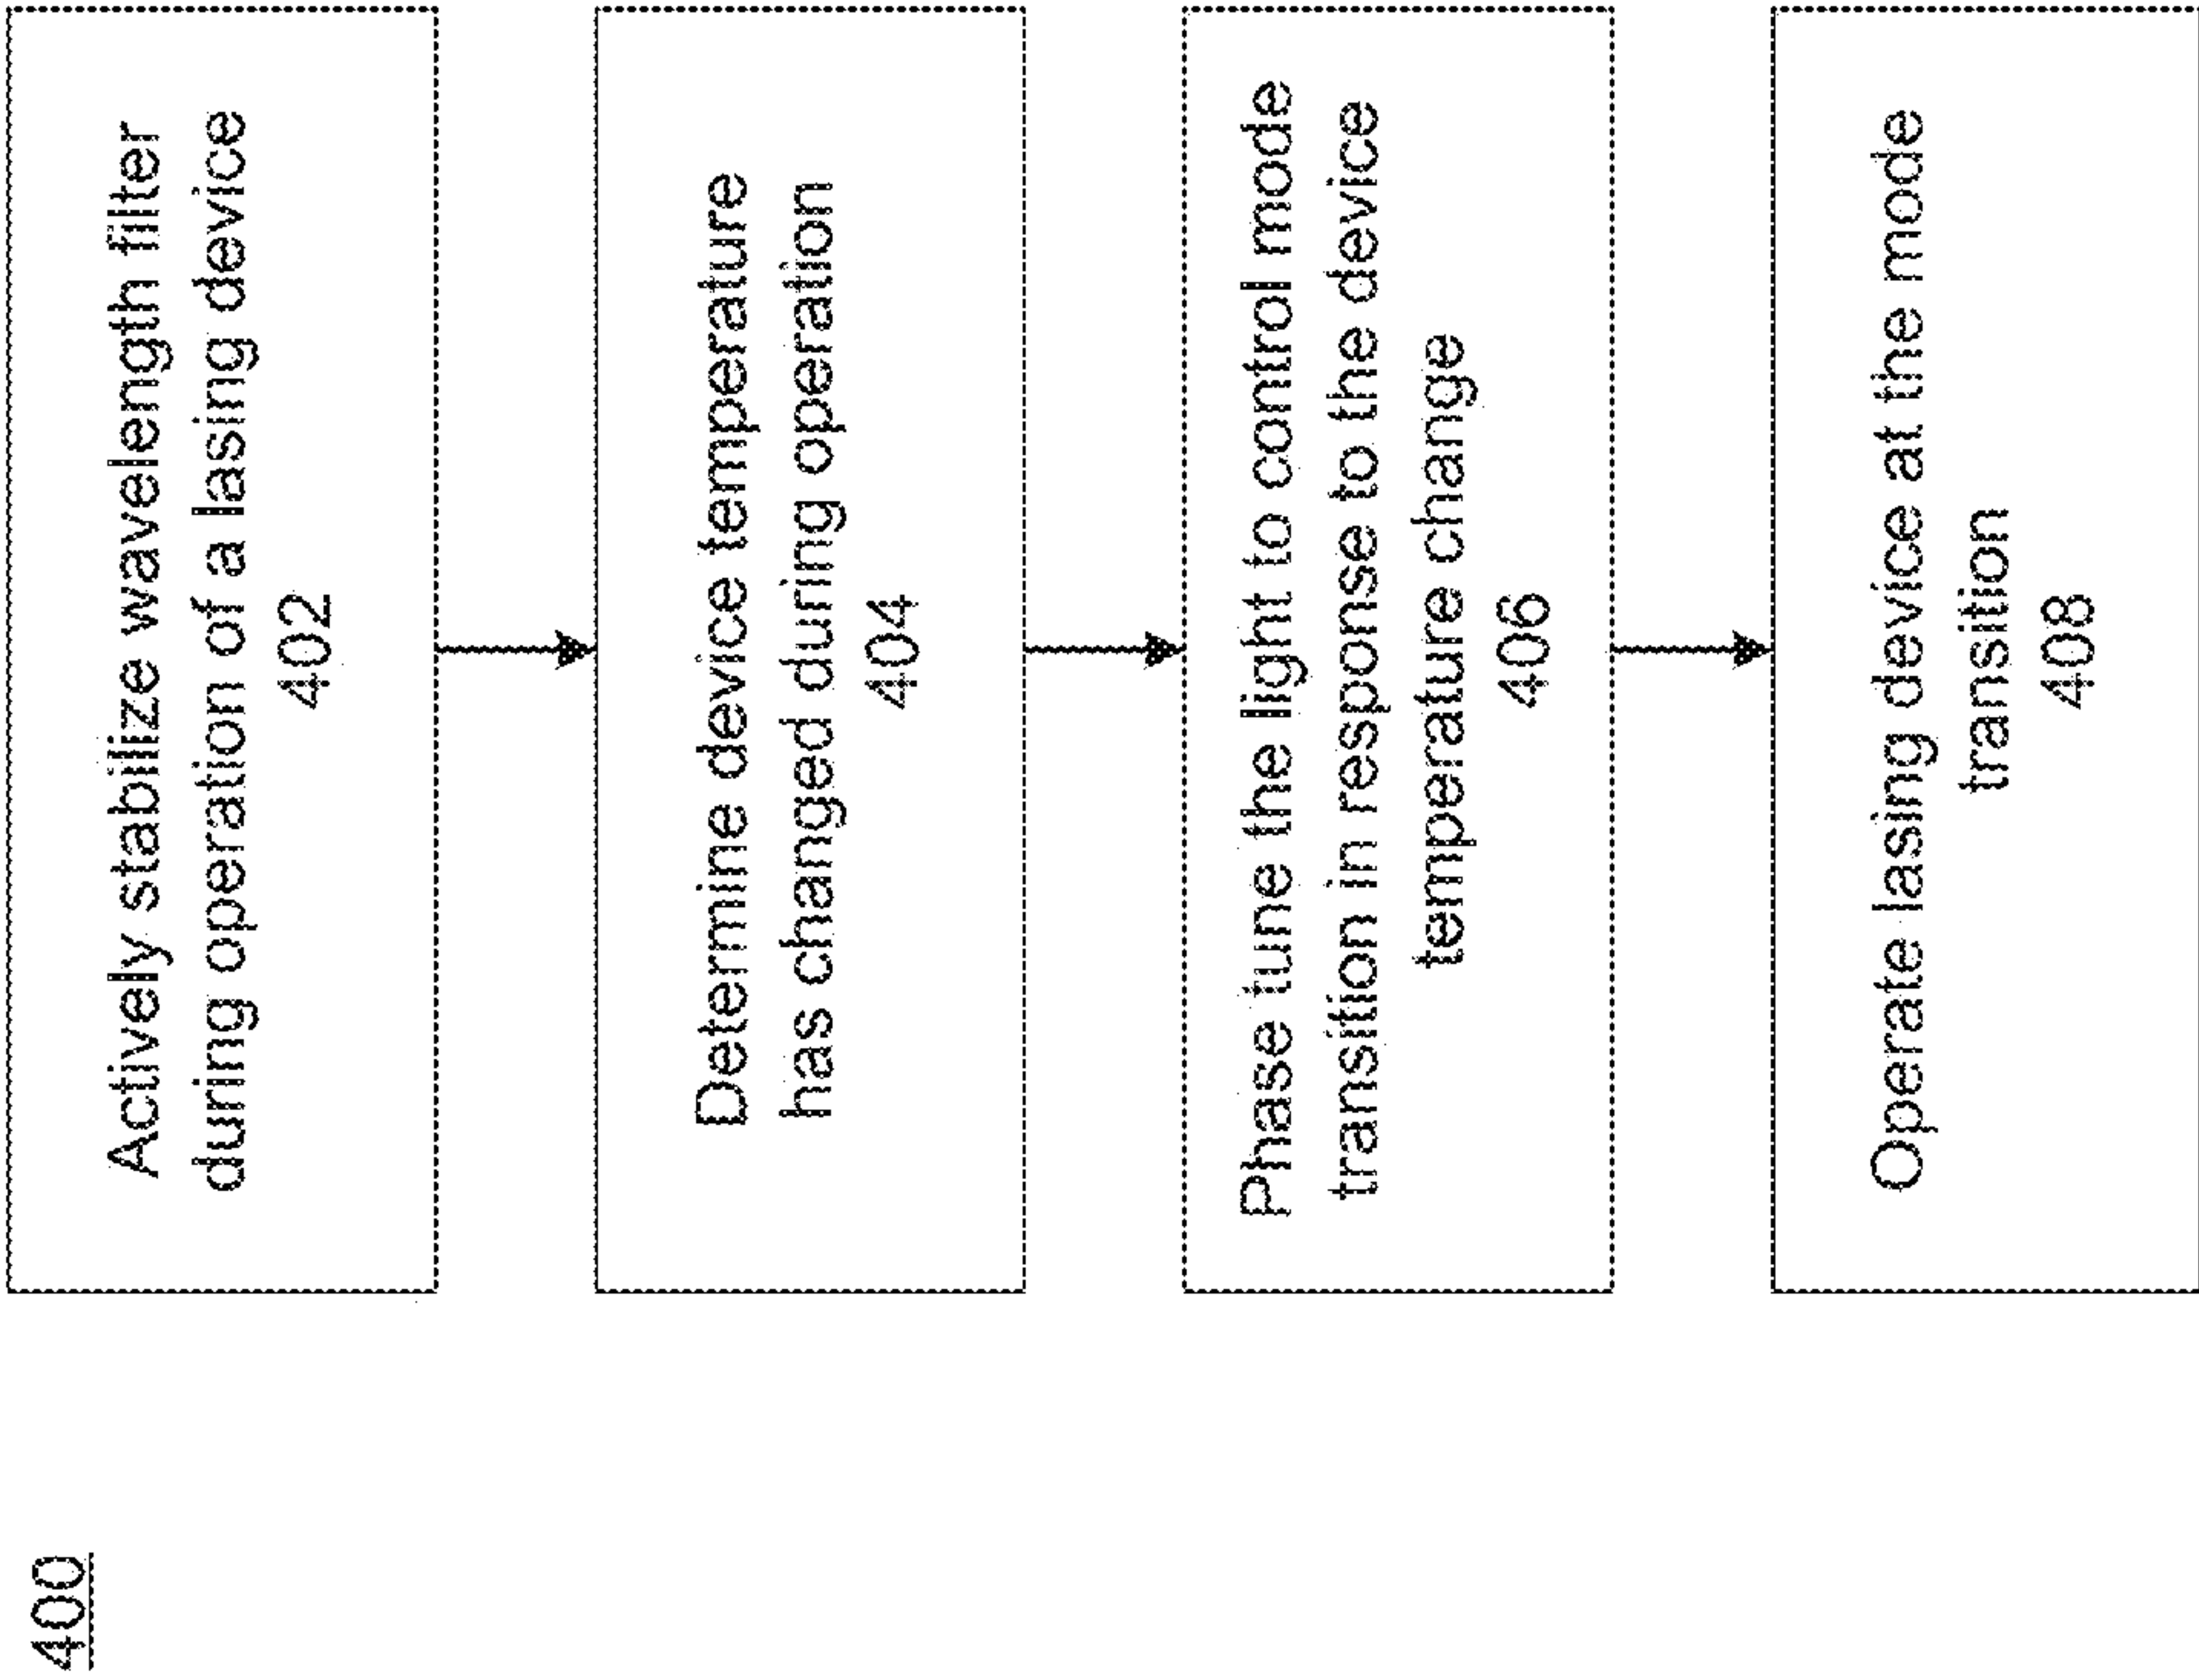 400
Actively stabilize wavelength filter
during operation of a lasing device
402
Determine device temperature
has changed during operation
404
Phase tune the light to control mode
transition in response to the device
temperature change
406
Operate lasing device at the mode
transition
408